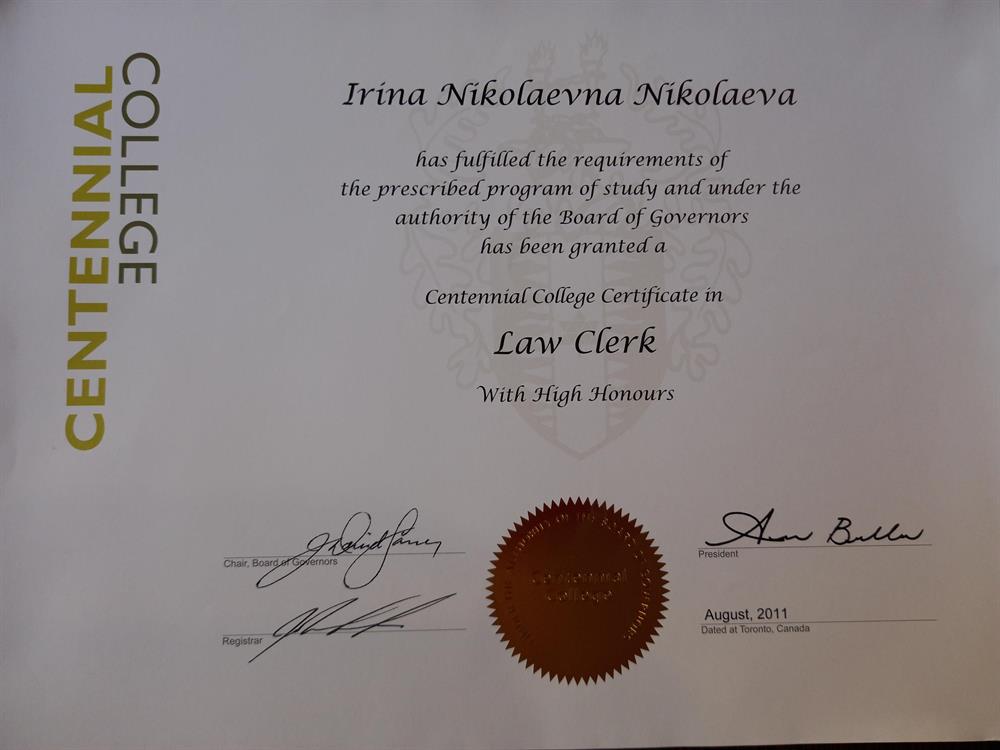 CENTENNIAL
COLLEGE
Irina Nikolaevna Nikolaeva
has fulfilled the requirements of
the prescribed program of study and under the
authority of the Board of Governors
has been granted a
Centennial College Certificate in
Law Clerk
With High Honours
Chair, Board of Governors
President
Centennial
College
August, 2011
Registrar
Dated at Toronto, Canada